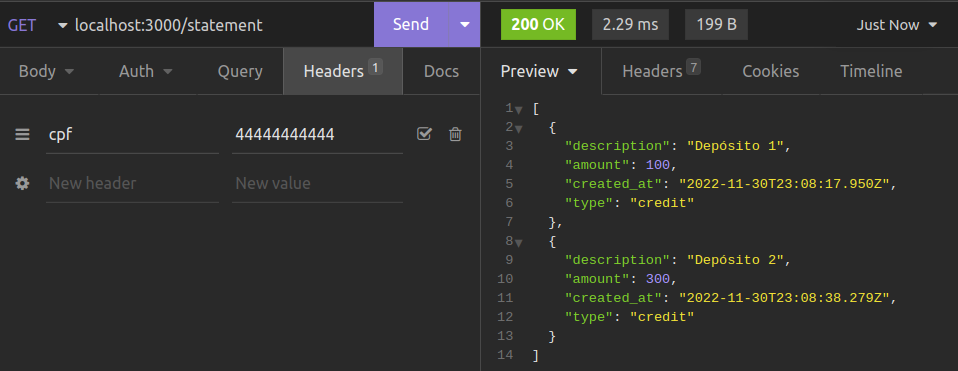 GET localhost:3000/statement Send
200 OK 2.29 ms 199 B Just Now
Body Auth Query Headers 1 Docs
Preview Headers 7 Cookies Timeline
cpf 44444444444
New header New value
1 [
2 {
3 "description": "Depósito 1",
4 "amount": 100,
5 "created_at": "2022-11-30T23:08:17.950Z",
6 "type": "credit"
7 },
8 {
9 "description": "Depósito 2",
10 "amount": 300,
11 "created_at": "2022-11-30T23:08:38.279Z",
12 "type": "credit"
13 }
14 ]